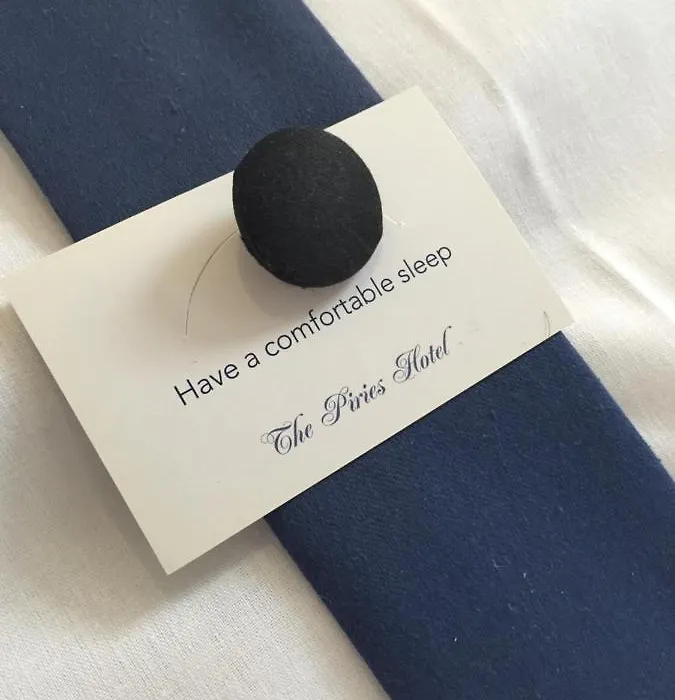 Have a comfortable sleep
The Piries Hotel